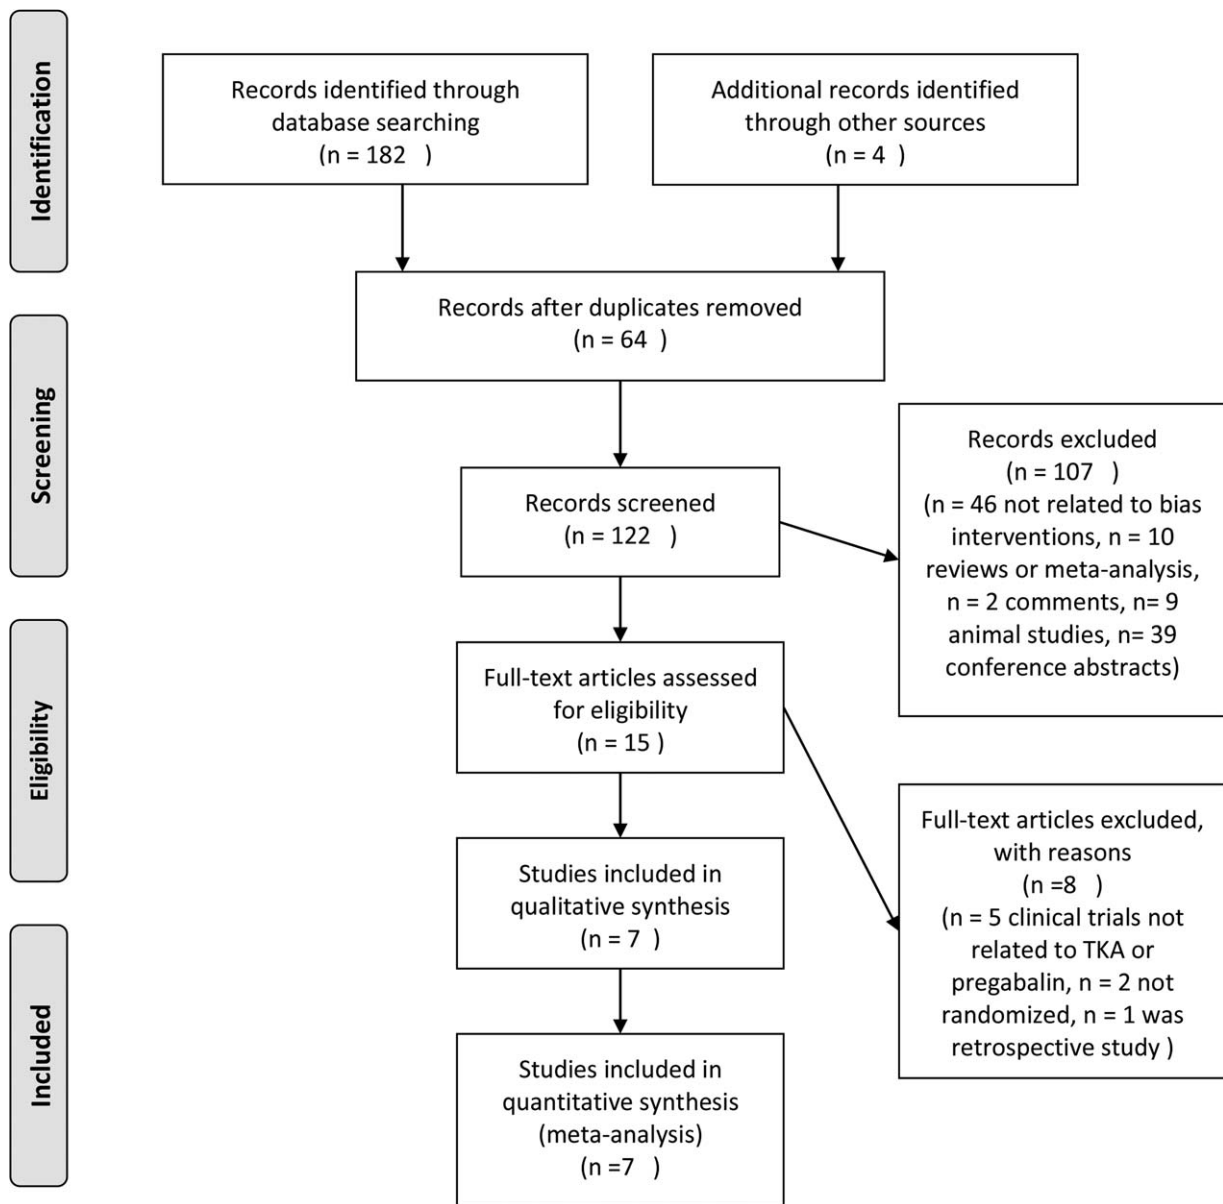 Identification
Records identified through
database searching
(n = 182 )
Additional records identified
through other sources
(n = 4 )
Records after duplicates removed
(n = 64 )
Screening
Records screened
(n = 122 )
Records excluded
(n = 107 )
(n = 46 not related to bias
interventions, n = 10
reviews or meta-analysis,
n = 2 comments, n= 9
animal studies, n= 39
conference abstracts)
Eligibility
Full-text articles assessed
for eligibility
(n = 15 )
Full-text articles excluded,
with reasons
(n =8 )
(n = 5 clinical trials not
related to TKA or
pregabalin, n = 2 not
randomized, n = 1 was
retrospective study )
Studies included in
qualitative synthesis
(n = 7 )
Included
Studies included in
quantitative synthesis
(meta-analysis)
(n =7 )